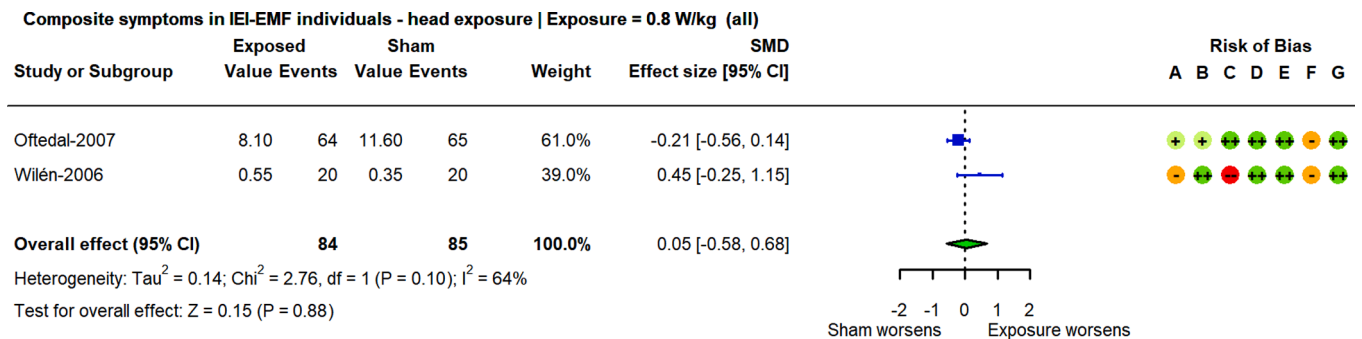 Composite symptoms in IEI-EMF individuals - head exposure | Exposure = 0.8 W/kg (all)
Exposed Sham SMD Risk of Bias
Study or Subgroup Value Events Value Events Weight Effect size [95% CI] A B C D E F G
Oftedal-2007 8.10 64 11.60 65 61.0% -0.21 [-0.56, 0.14] + + ++ ++ ++ - ++
Wilén-2006 0.55 20 0.35 20 39.0% 0.45 [-0.25, 1.15] - ++ -- ++ ++ - ++
Overall effect (95% CI) 84 85 100.0% 0.05 [-0.58, 0.68]
Heterogeneity: Tau² = 0.14; Chi² = 2.76, df = 1 (P = 0.10); I² = 64%
Test for overall effect: Z = 0.15 (P = 0.88)
-2 -1 0 1 2
Sham worsens Exposure worsens